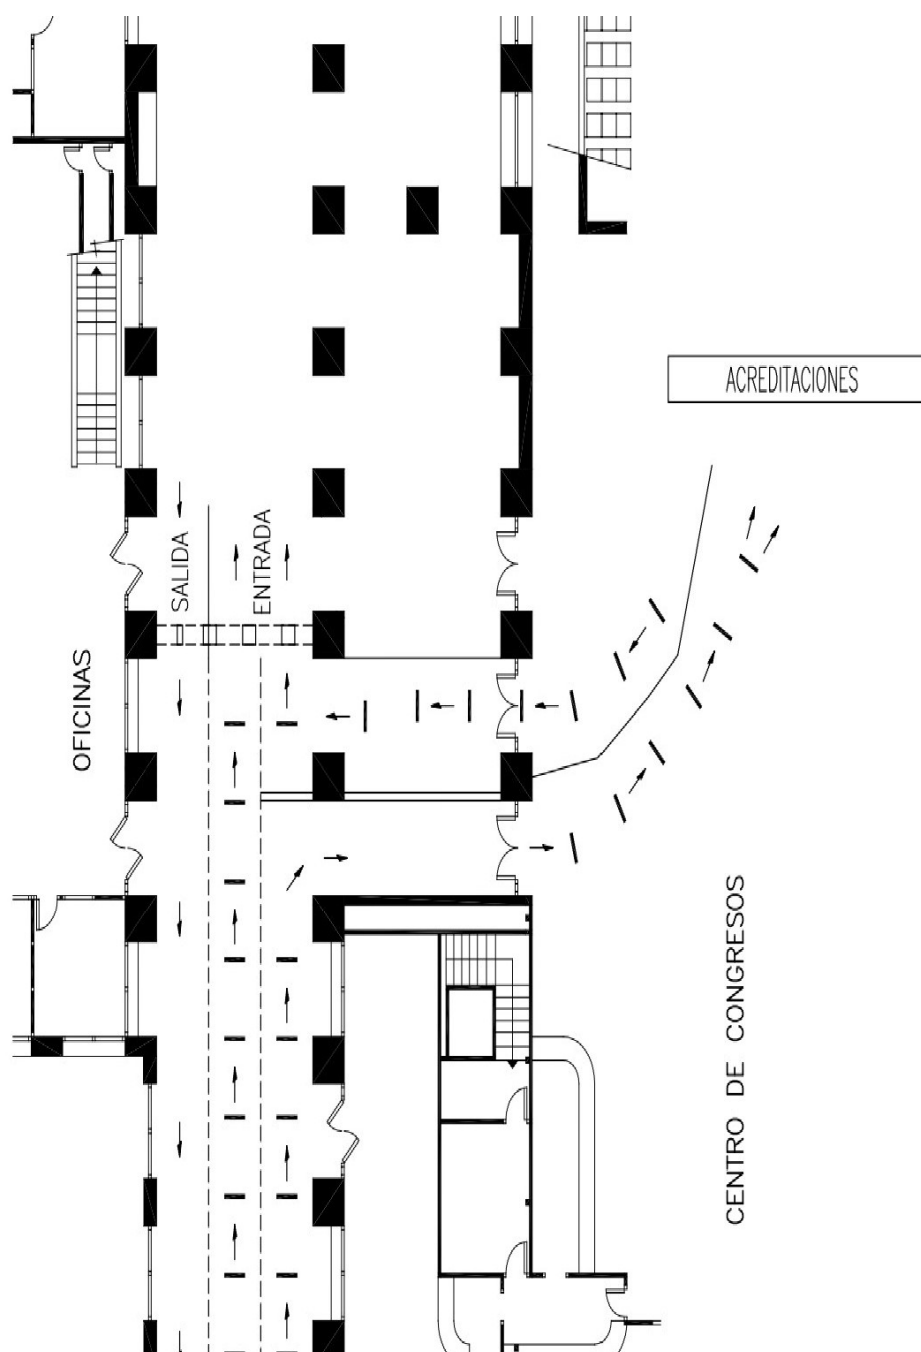 ACREDITACIONES
SALIDA
ENTRADA
OFICINAS
CENTRO DE CONGRESOS